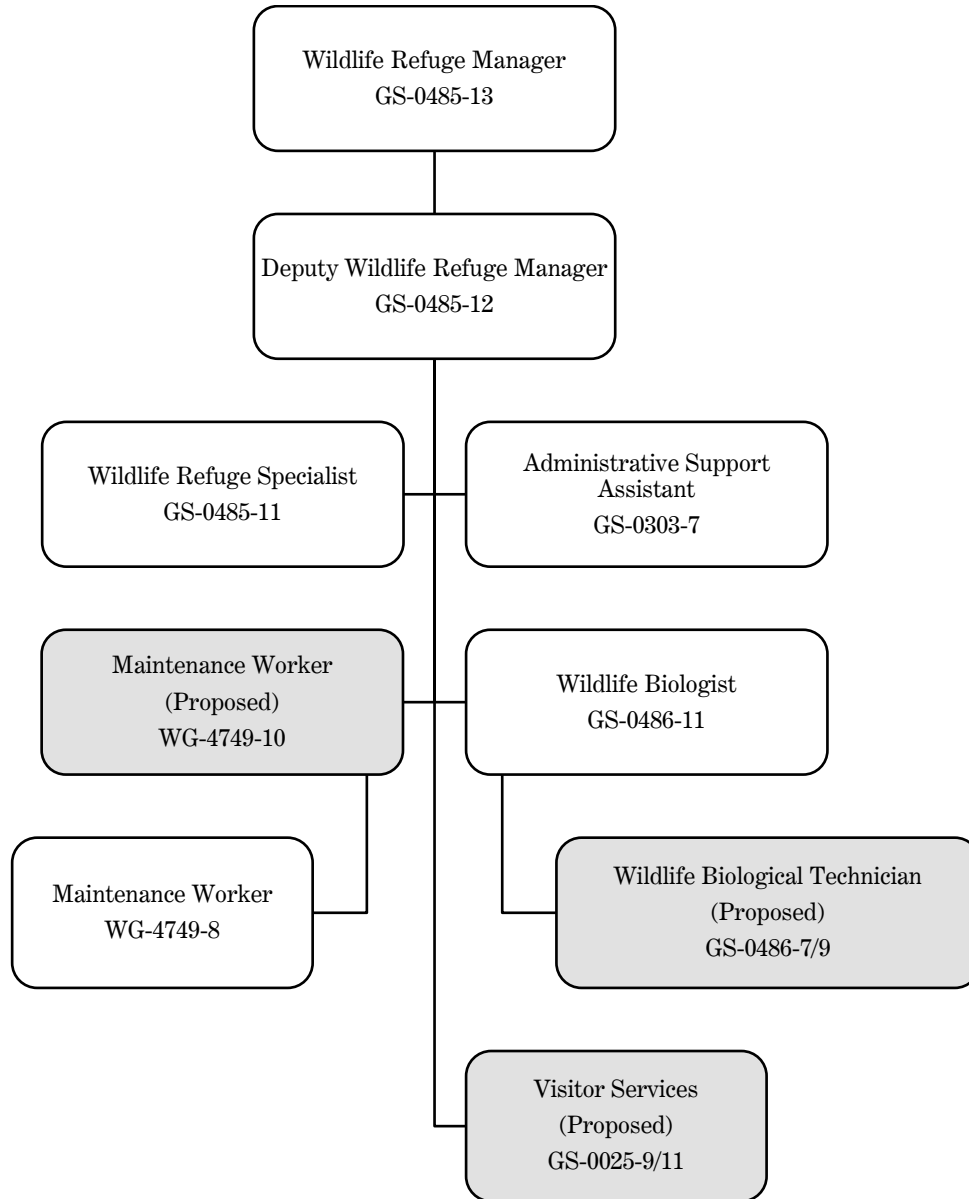 Wildlife Refuge Manager
GS-0485-13
Deputy Wildlife Refuge Manager
GS-0485-12
Wildlife Refuge Specialist
GS-0485-11
Administrative Support
Assistant
GS-0303-7
Maintenance Worker
(Proposed)
WG-4749-10
Wildlife Biologist
GS-0486-11
Maintenance Worker
WG-4749-8
Wildlife Biological Technician
(Proposed)
GS-0486-7/9
Visitor Services
(Proposed)
GS-0025-9/11